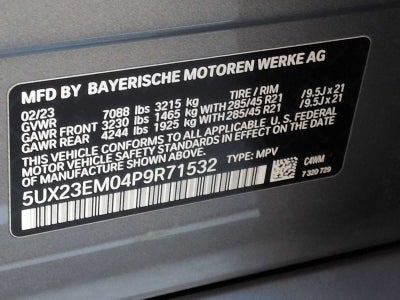 MFD BY BAYERISCHE MOTOREN WERKE AG
02/23 TIRE / RIM
GVWR 7088 lbs 3215 kg
GAWR FRONT 3230 lbs 1465 kg WITH 285/45 R21 /9.5J x 21
GAWR REAR 4244 lbs 1925 kg WITH 285/45 R21 /9.5J x 21
THIS VEHICLE CONFORMS TO ALL APPLICABLE U.S. FEDERAL
MOTOR VEHICLE SAFETY STANDARDS IN EFFECT ON THE
DATE OF MANUFACTURE SHOWN ABOVE.
5UX23EM04P9R71532 TYPE: MPV
C4WM
7 320 729